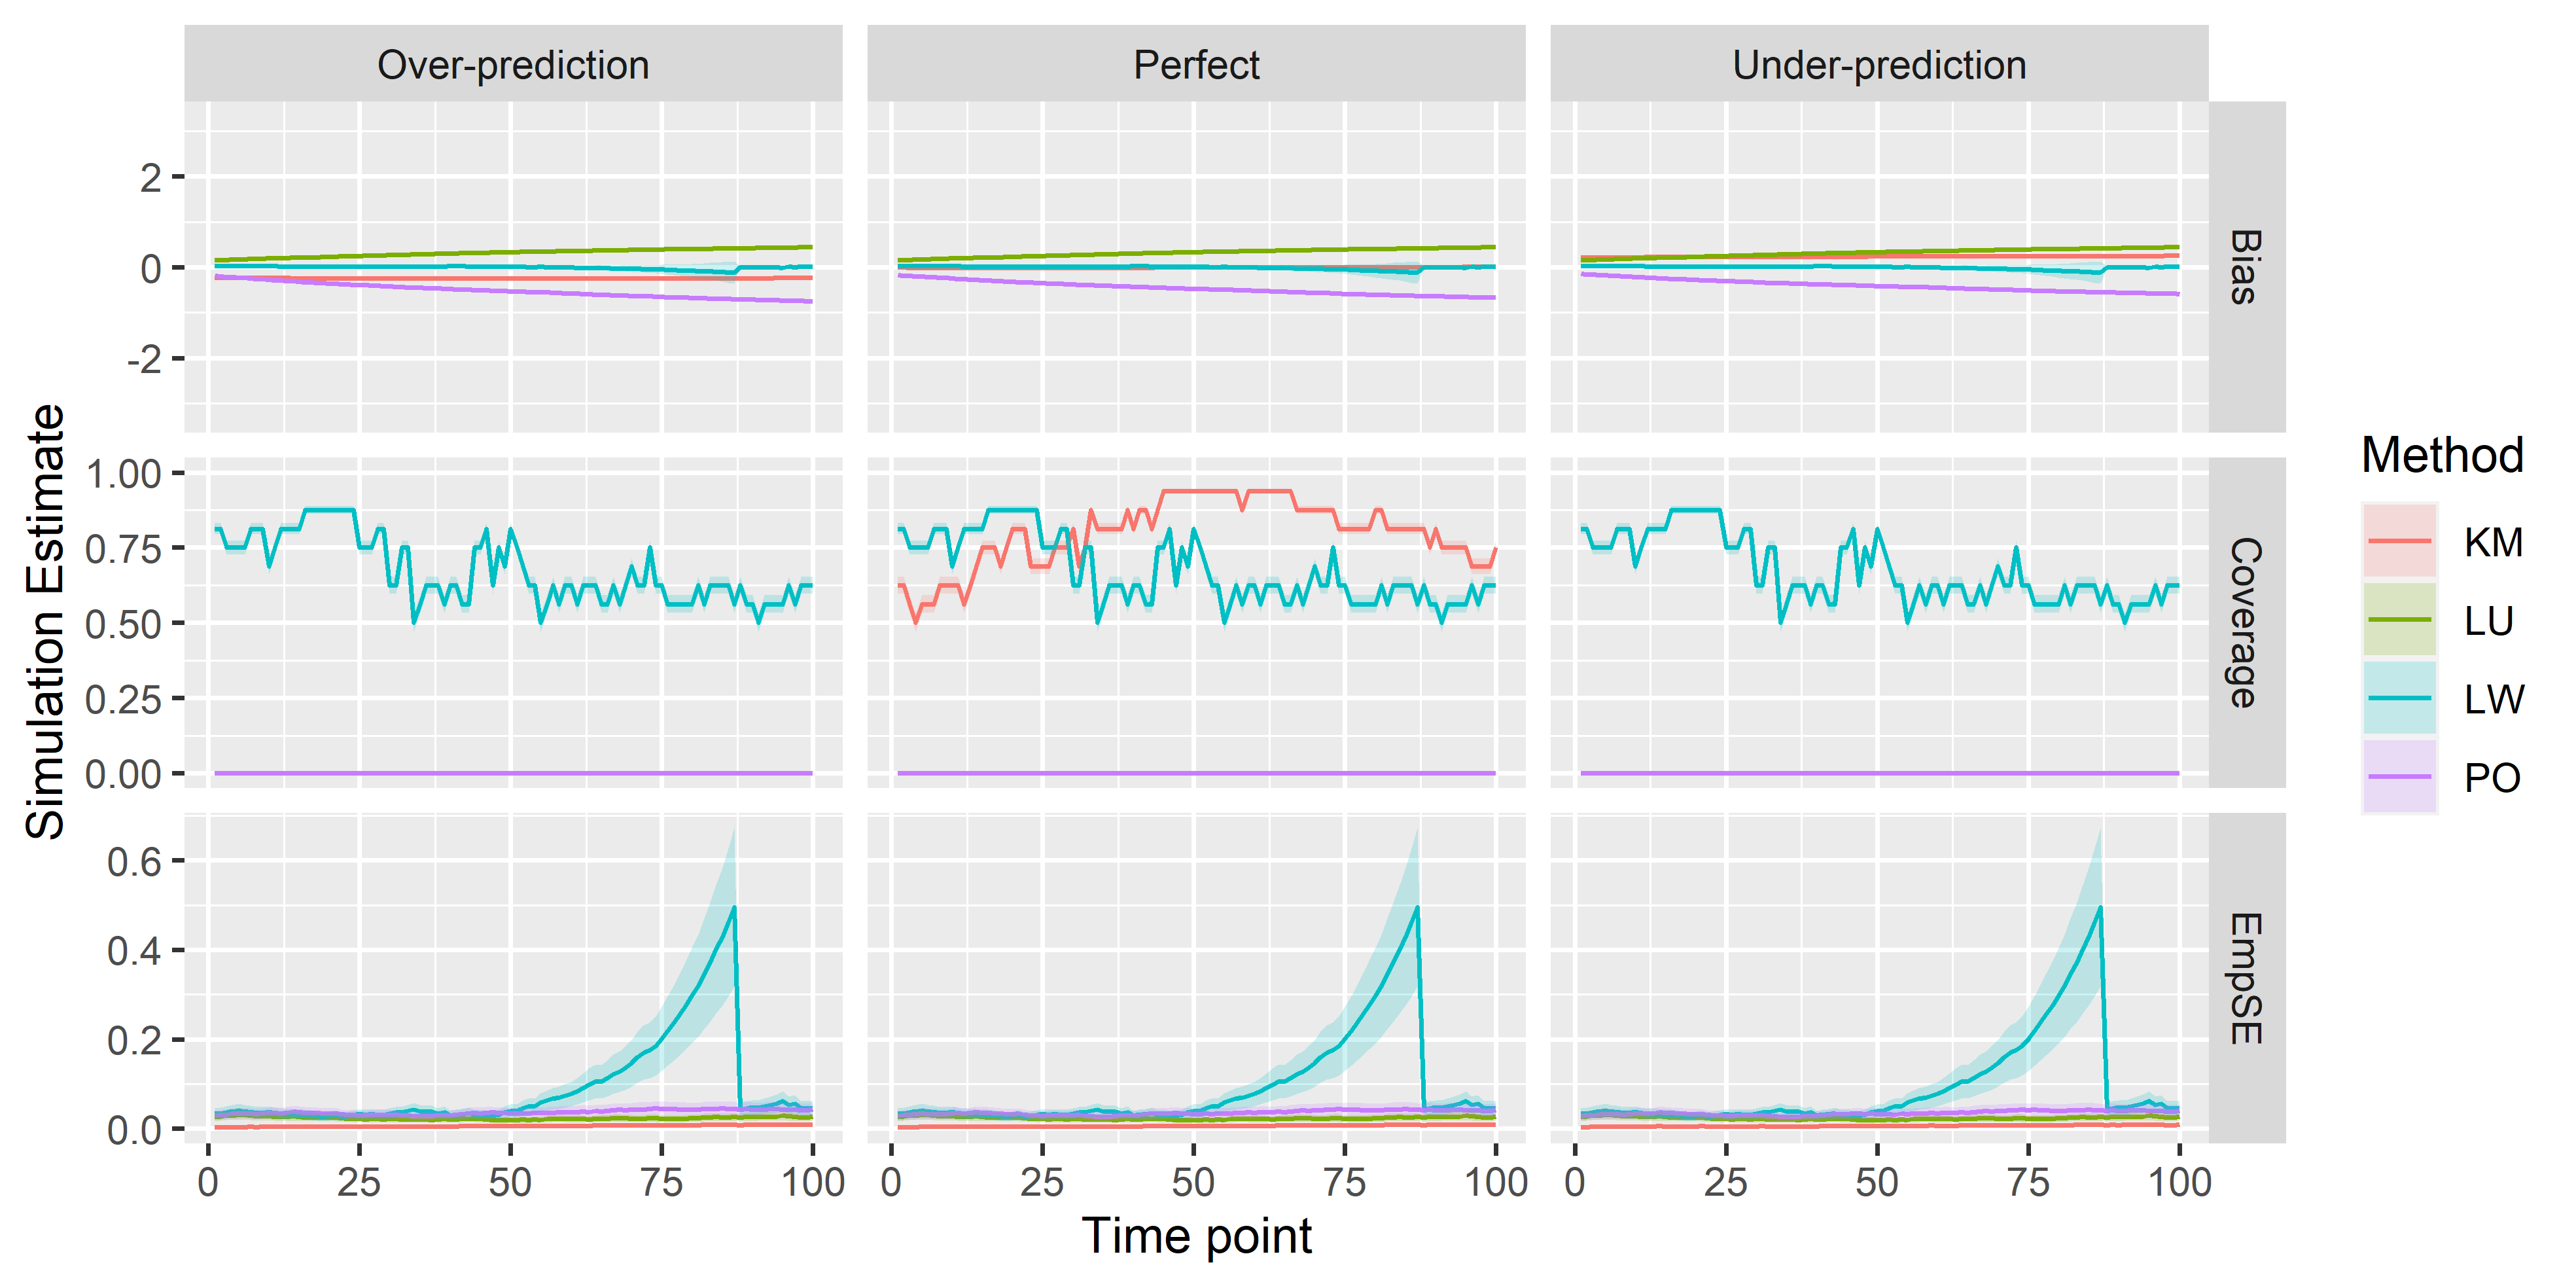 Over-prediction
Perfect
Under-prediction
2
0
-2
Bias
1.00
0.75
0.50
0.25
0.00
Coverage
0.6
0.4
0.2
0.0
EmpSE
0 25 50 75 100
0 25 50 75 100
0 25 50 75 100
Time point
Simulation Estimate
Method
KM
LU
LW
PO